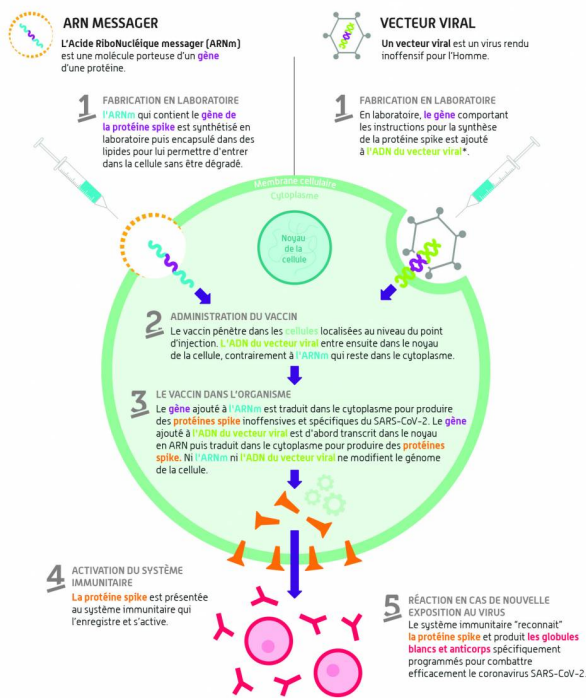 ARN MESSAGER
L'Acide RiboNucléique messager (ARNm)
est une molécule porteuse d'un gène
d'une protéine.
VECTEUR VIRAL
Un vecteur viral est un virus rendu
inoffensif pour l'Homme.
1
FABRICATION EN LABORATOIRE
l'ARNm qui contient le gène de
la protéine spike est synthétisé en
laboratoire puis encapsulé dans des
lipides pour lui permettre d'entrer
dans la cellule sans être dégradé.
1
FABRICATION EN LABORATOIRE
En laboratoire, le gène comportant
les instructions pour la synthèse
de la protéine spike est ajouté
à l'ADN du vecteur viral*.
Membrane cellulaire
Cytoplasme
Noyau
de la
cellule
2
ADMINISTRATION DU VACCIN
Le vaccin pénètre dans les cellules localisées au niveau du point
d'injection. L'ADN du vecteur viral entre ensuite dans le noyau
de la cellule, contrairement à l'ARNm qui reste dans le cytoplasme.
3
LE VACCIN DANS L'ORGANISME
Le gène ajouté à l'ARNm est traduit dans le cytoplasme pour produire
des protéines spike inoffensives et spécifiques du SARS-CoV-2. Le gène
ajouté à l'ADN du vecteur viral est d'abord transcrit dans le noyau
en ARN puis traduit dans le cytoplasme pour produire des protéines
spike. Ni l'ARNm ni l'ADN du vecteur viral ne modifient le génome
de la cellule.
4
ACTIVATION DU SYSTÈME
IMMUNITAIRE
La protéine spike est présentée
au système immunitaire qui
l'enregistre et s'active.
5
RÉACTION EN CAS DE NOUVELLE
EXPOSITION AU VIRUS
Le système immunitaire "reconnait"
la protéine spike et produit les globules
blancs et anticorps spécifiquement
programmés pour combattre
efficacement le coronavirus SARS-CoV-2